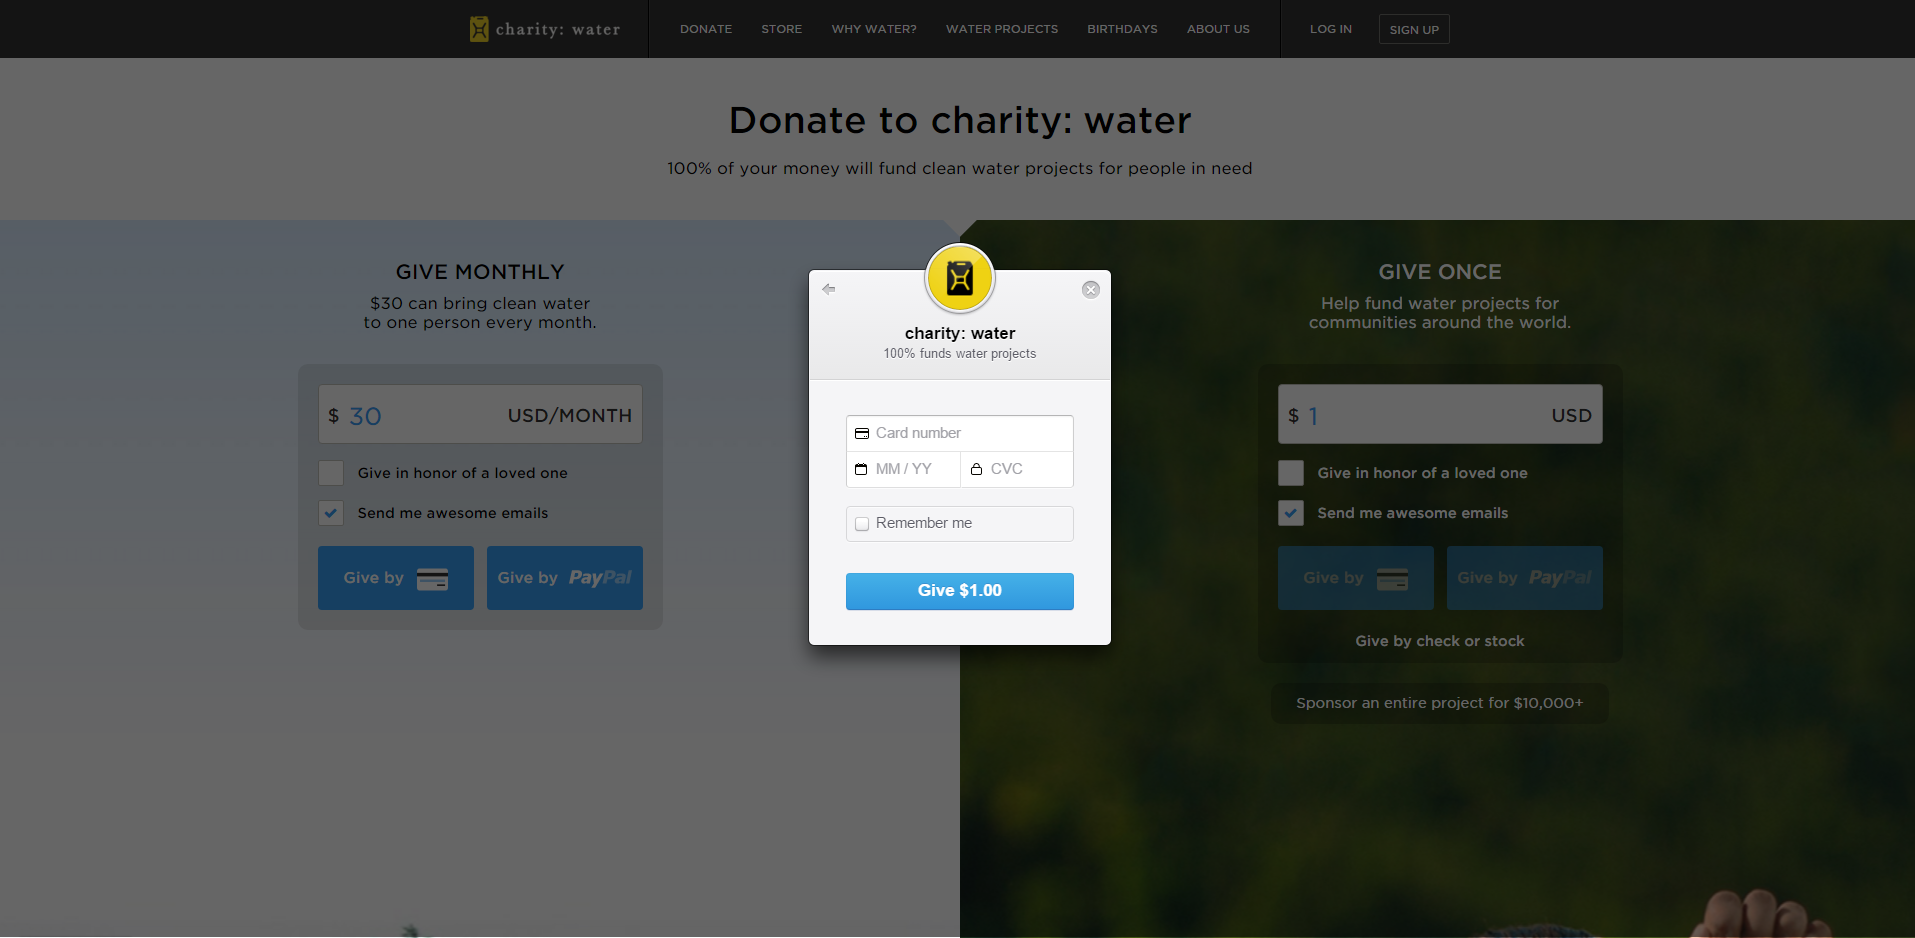 charity: water
DONATE
STORE
WHY WATER?
WATER PROJECTS
BIRTHDAYS
ABOUT US
LOG IN
SIGN UP
Donate to charity: water
100% of your money will fund clean water projects for people in need
GIVE MONTHLY
$30 can bring clean water
to one person every month.
$ 30 USD/MONTH
Give in honor of a loved one
Send me awesome emails
Give by
Give by PayPal
charity: water
100% funds water projects
Card number
MM / YY
CVC
Remember me
Give $1.00
GIVE ONCE
Help fund water projects for
communities around the world.
$ 1 USD
Give in honor of a loved one
Send me awesome emails
Give by
Give by PayPal
Give by check or stock
Sponsor an entire project for $10,000+